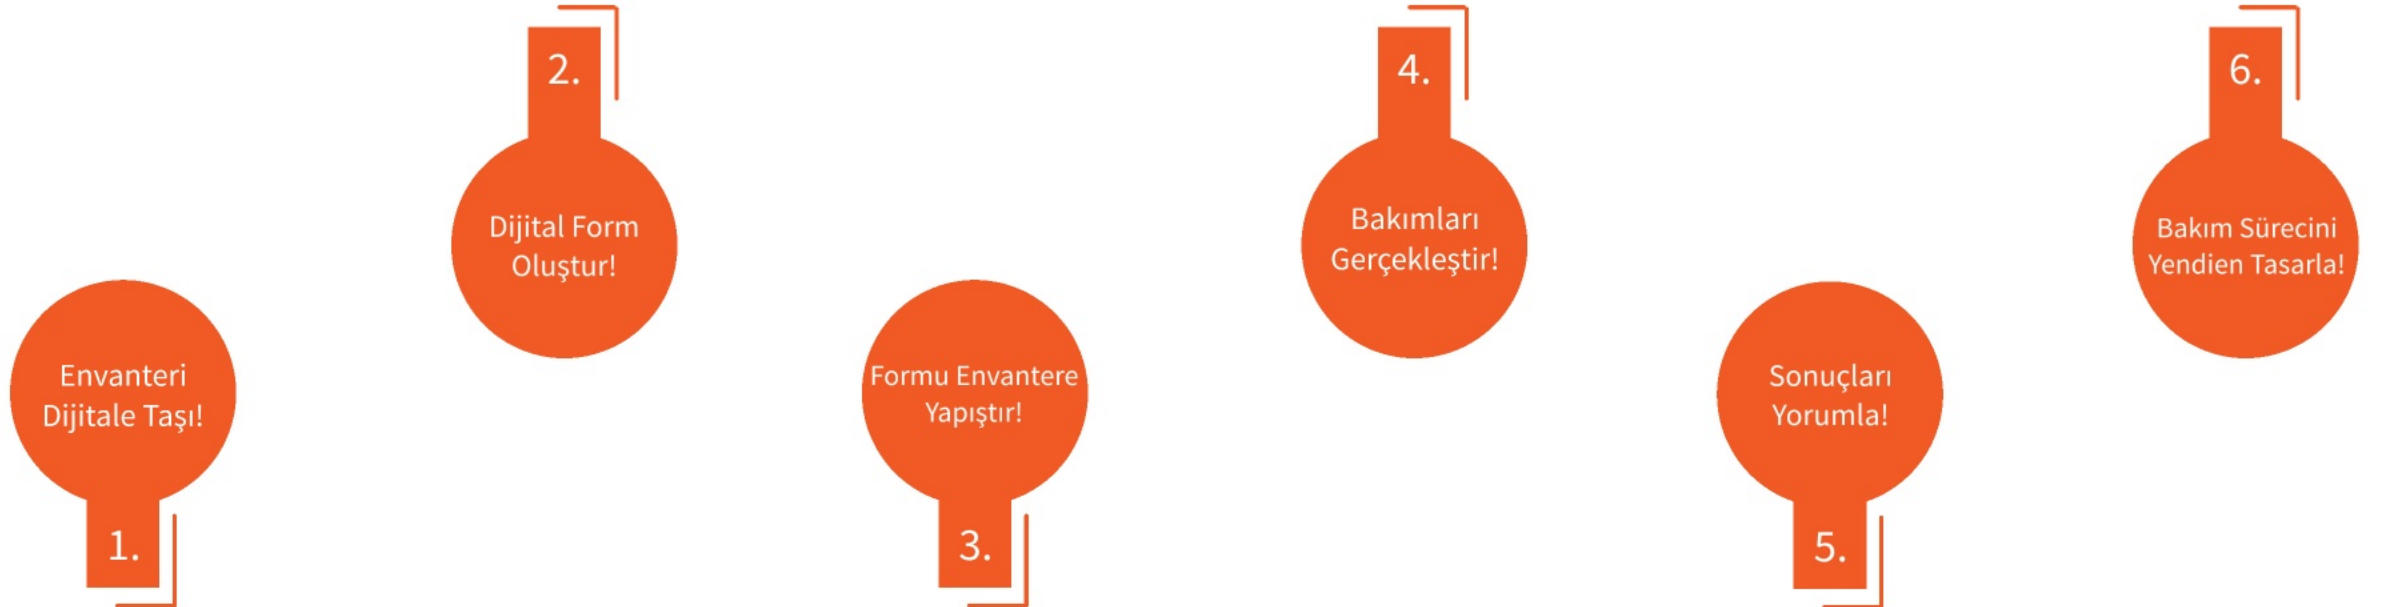 1.
Envanteri
Dijitale Taşı!
2.
Dijital Form
Oluştur!
3.
Formu Envantere
Yapıştır!
4.
Bakımları
Gerçekleştir!
5.
Sonuçları
Yorumla!
6.
Bakım Sürecini
Yendien Tasarla!